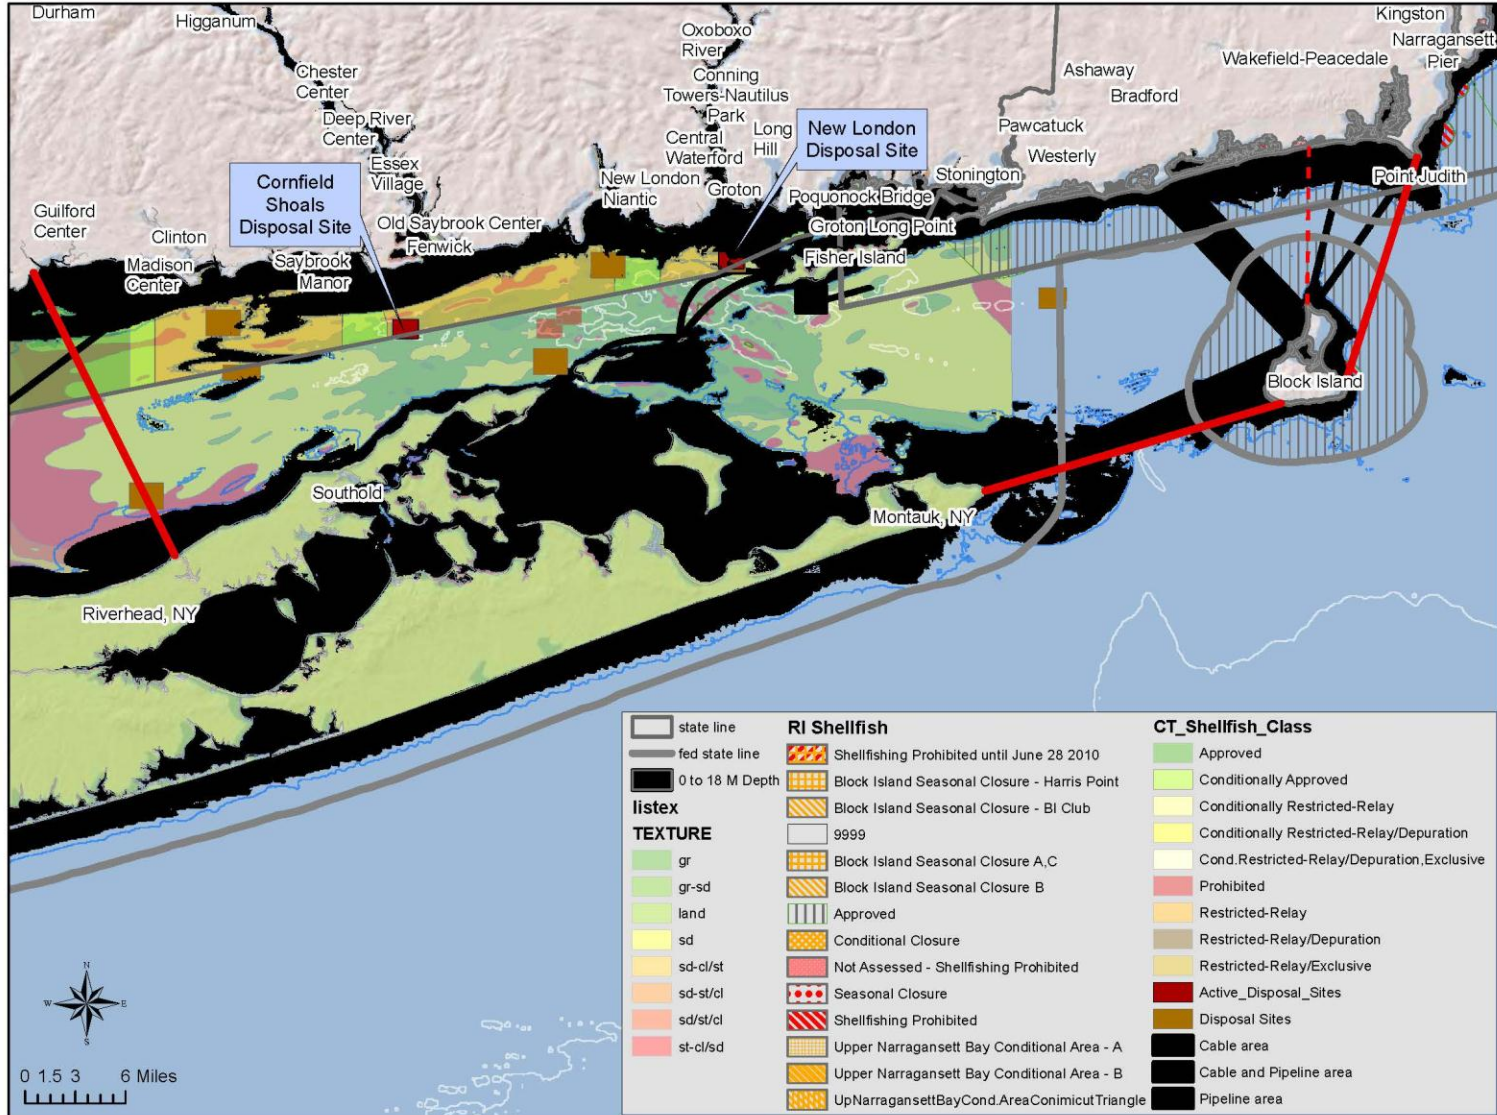 Durham
Higganum
Oxoboxo
River
Kingston
Narragansett
Pier
Wakefield-Peacedale
Chester
Center
Conning
Towers-Nautilus
Park
Ashaway
Bradford
Deep River
Center
Central
Waterford
Long
Hill
New London
Disposal Site
Pawcatuck
Westerly
Essex
Village
Cornfield
Shoals
Disposal Site
New London
Niantic
Groton
Poquonock Bridge
Stonington
Point Judith
Guilford
Center
Clinton
Old Saybrook Center
Fenwick
Groton Long Point
Fisher Island
Madison
Center
Saybrook
Manor
Block Island
Southold
Montauk, NY
Riverhead, NY
state line
fed state line
0 to 18 M Depth
listex
TEXTURE
gr
gr-sd
land
sd
sd-cl/st
sd-st/cl
sd/st/cl
st-cl/sd
RI Shellfish
Shellfishing Prohibited until June 28 2010
Block Island Seasonal Closure - Harris Point
Block Island Seasonal Closure - BI Club
9999
Block Island Seasonal Closure A,C
Block Island Seasonal Closure B
Approved
Conditional Closure
Not Assessed - Shellfishing Prohibited
Seasonal Closure
Shellfishing Prohibited
Upper Narragansett Bay Conditional Area - A
Upper Narragansett Bay Conditional Area - B
UpNarragansettBayCond.AreaConimicutTriangle
CT_Shellfish_Class
Approved
Conditionally Approved
Conditionally Restricted-Relay
Conditionally Restricted-Relay/Depuration
Cond.Restricted-Relay/Depuration,Exclusive
Prohibited
Restricted-Relay
Restricted-Relay/Depuration
Restricted-Relay/Exclusive
Active_Disposal_Sites
Disposal Sites
Cable area
Cable and Pipeline area
Pipeline area
N
W
E
S
0 1.5 3 6 Miles